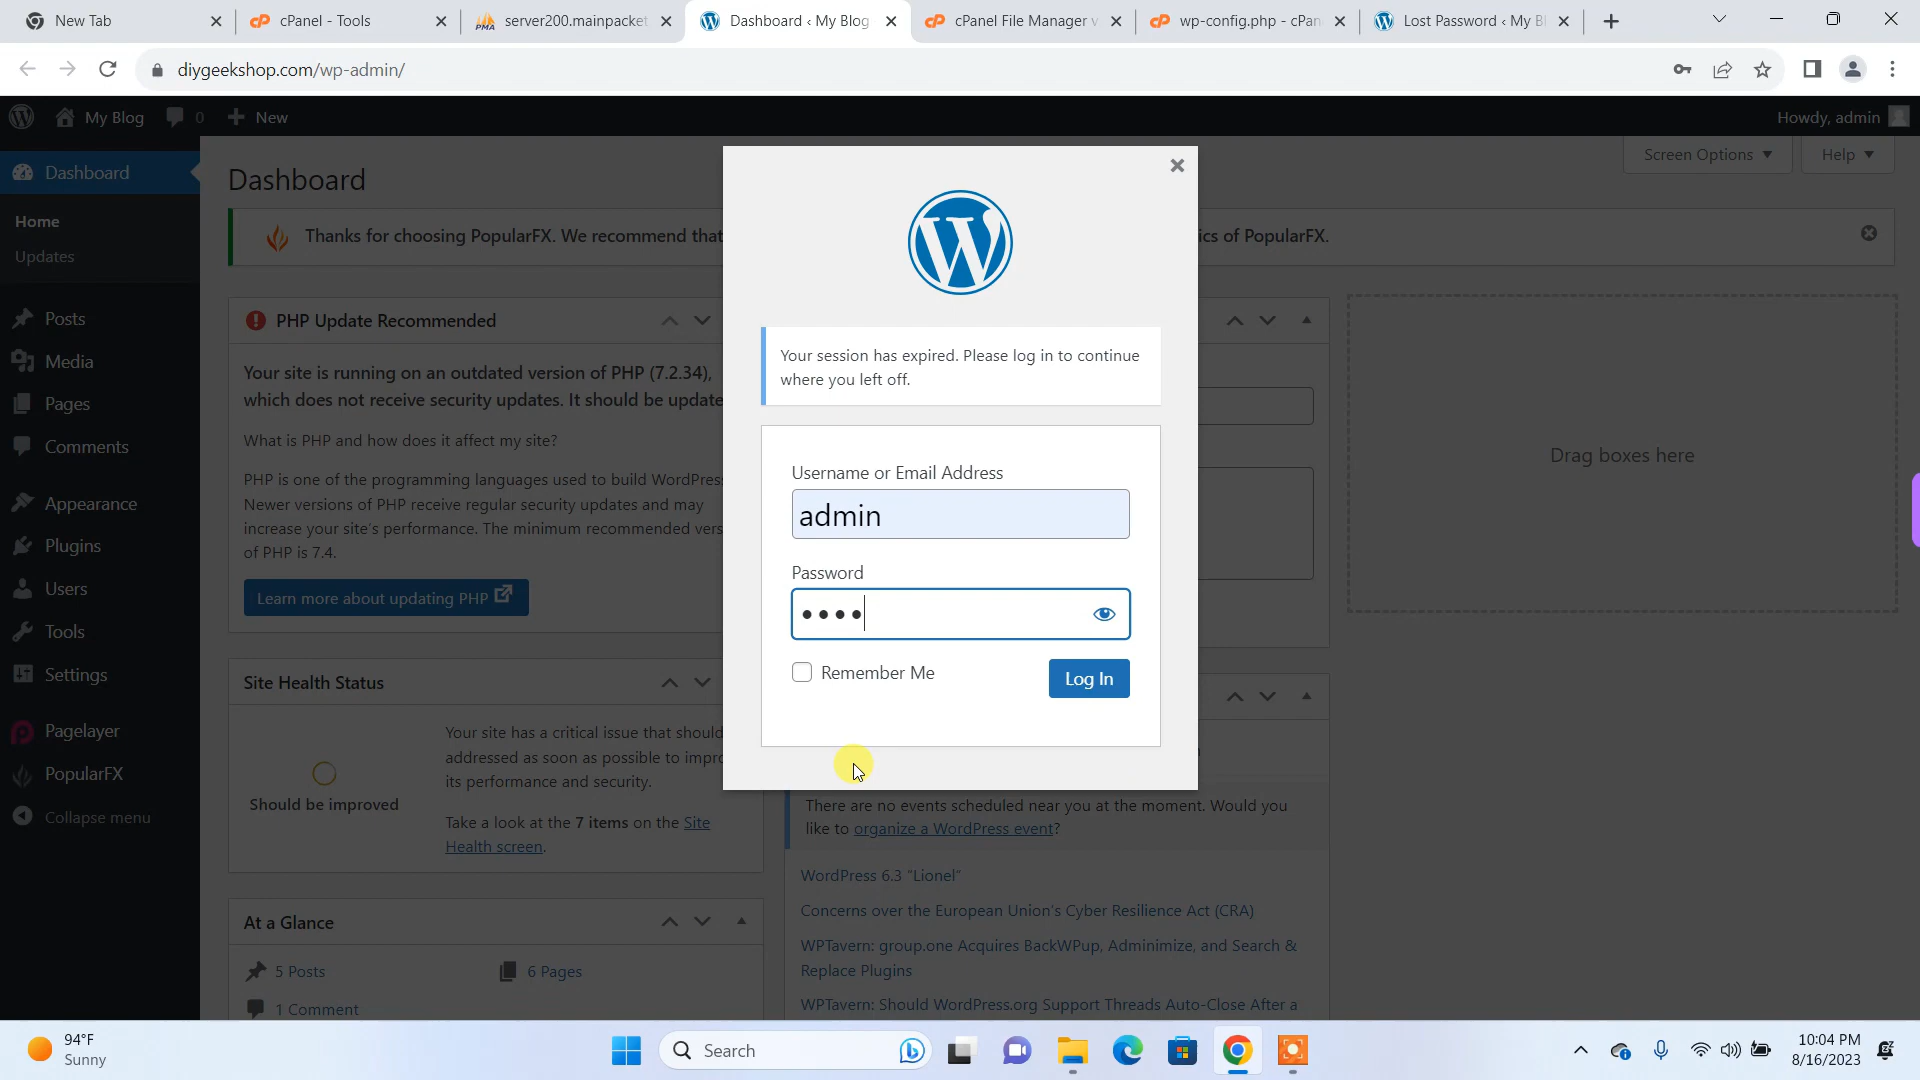 New Tab
cPanel - Tools
server200.mainpacket
Dashboard ‹ My Blog
cPanel File Manager v
wp-config.php - cPan
Lost Password ‹ My Bl
diygeekshop.com/wp-admin/
My Blog
0
New
Howdy, admin
Dashboard
Home
Updates
Posts
Media
Pages
Comments
Appearance
Plugins
Users
Tools
Settings
Pagelayer
PopularFX
Collapse menu
Dashboard
Screen Options
Help
Thanks for choosing PopularFX. We recommend that
ics of PopularFX.
PHP Update Recommended
Your site is running on an outdated version of PHP (7.2.34),
which does not receive security updates. It should be update
What is PHP and how does it affect my site?
PHP is one of the programming languages used to build WordPress
Newer versions of PHP receive regular security updates and may
increase your site's performance. The minimum recommended vers
of PHP is 7.4.
Learn more about updating PHP
Site Health Status
Should be improved
Your site has a critical issue that should
addressed as soon as possible to impro
its performance and security.
Take a look at the 7 items on the Site
Health screen.
At a Glance
5 Posts
6 Pages
1 Comment
Your session has expired. Please log in to continue
where you left off.
Username or Email Address
admin
Password
Remember Me
Log In
There are no events scheduled near you at the moment. Would you
like to organize a WordPress event?
WordPress 6.3 "Lionel"
Concerns over the European Union's Cyber Resilience Act (CRA)
WPTavern: group.one Acquires BackWPup, Adminimize, and Search &
Replace Plugins
WPTavern: Should WordPress.org Support Threads Auto-Close After a
Drag boxes here
94°F
Sunny
Search
10:04 PM
8/16/2023